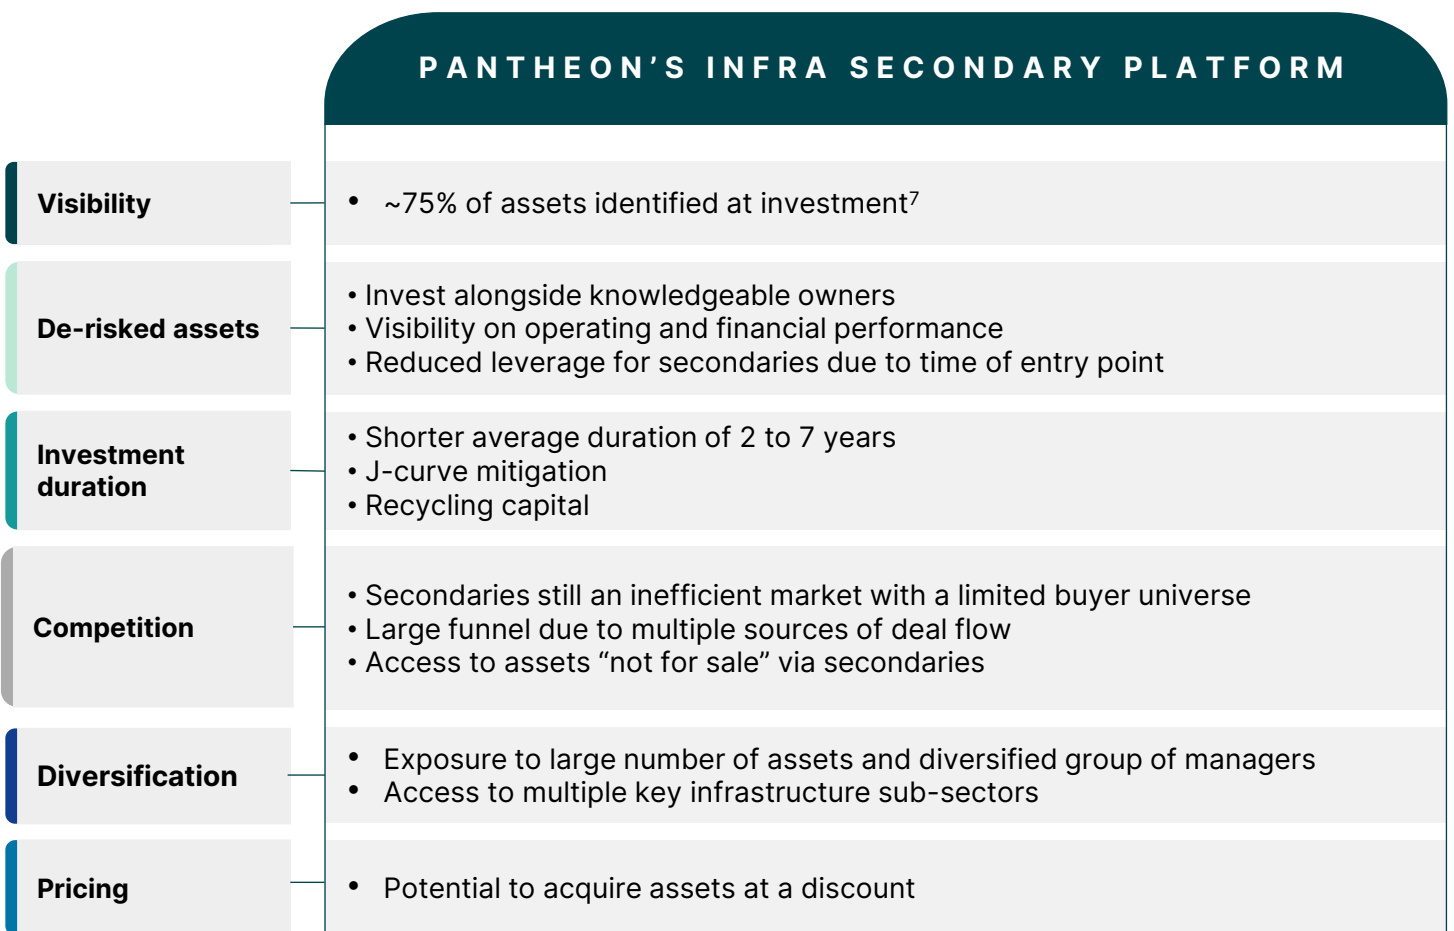 PANTHEON’S INFRA SECONDARY PLATFORM
Visibility
• ~75% of assets identified at investment⁷
De-risked assets
• Invest alongside knowledgeable owners
• Visibility on operating and financial performance
• Reduced leverage for secondaries due to time of entry point
Investment
duration
• Shorter average duration of 2 to 7 years
• J-curve mitigation
• Recycling capital
Competition
• Secondaries still an inefficient market with a limited buyer universe
• Large funnel due to multiple sources of deal flow
• Access to assets “not for sale” via secondaries
Diversification
• Exposure to large number of assets and diversified group of managers
• Access to multiple key infrastructure sub-sectors
Pricing
• Potential to acquire assets at a discount